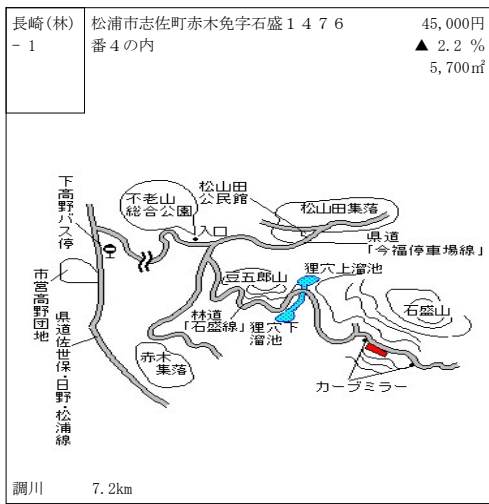 長崎(林) 松浦市志佐町赤木免字石盛１４７６ 45,000円
- 1 番４の内 ▲ 2.2 %
5,700㎡
下高野バス停
不老山
総合公園
松山田
公民館
松山田集落
入口
県道
「今福停車場線」
市営高野団地
豆五郎山
狸穴上溜池
石盛山
県道佐世保・日野・松浦線
林道
「石盛線」
狸穴下
溜池
赤木
集落
カーブミラー
調川 7.2km